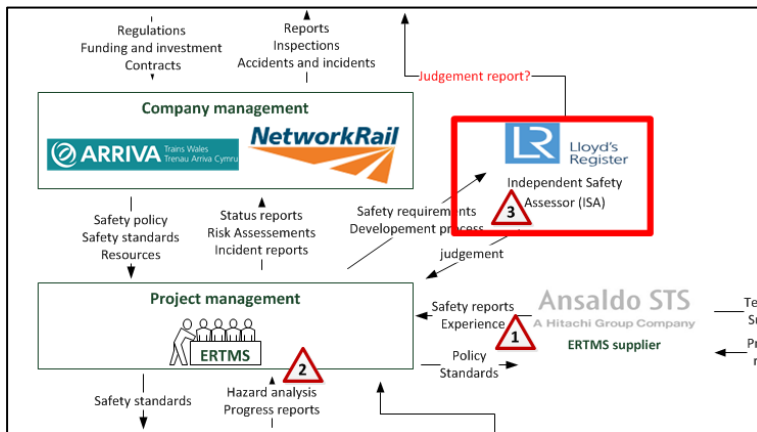 Regulations
Funding and investment
Contracts
Reports
Inspections
Accidents and incidents
Judgement report?
Company management
ARRIVA Trains Wales
Trenau Arriva Cymru
NetworkRail
LR Lloyd's
Register
Independent Safety
Assessor (ISA)
3
Safety policy
Safety standards
Resources
Status reports
Risk Assessments
Incident reports
Safety requirements
Developement process
judgement
Project management
ERTMS
2
Safety reports
Experience
1
Ansaldo STS
A Hitachi Group Company
ERTMS supplier
Policy
Standards
Safety standards
Hazard analysis
Progress reports